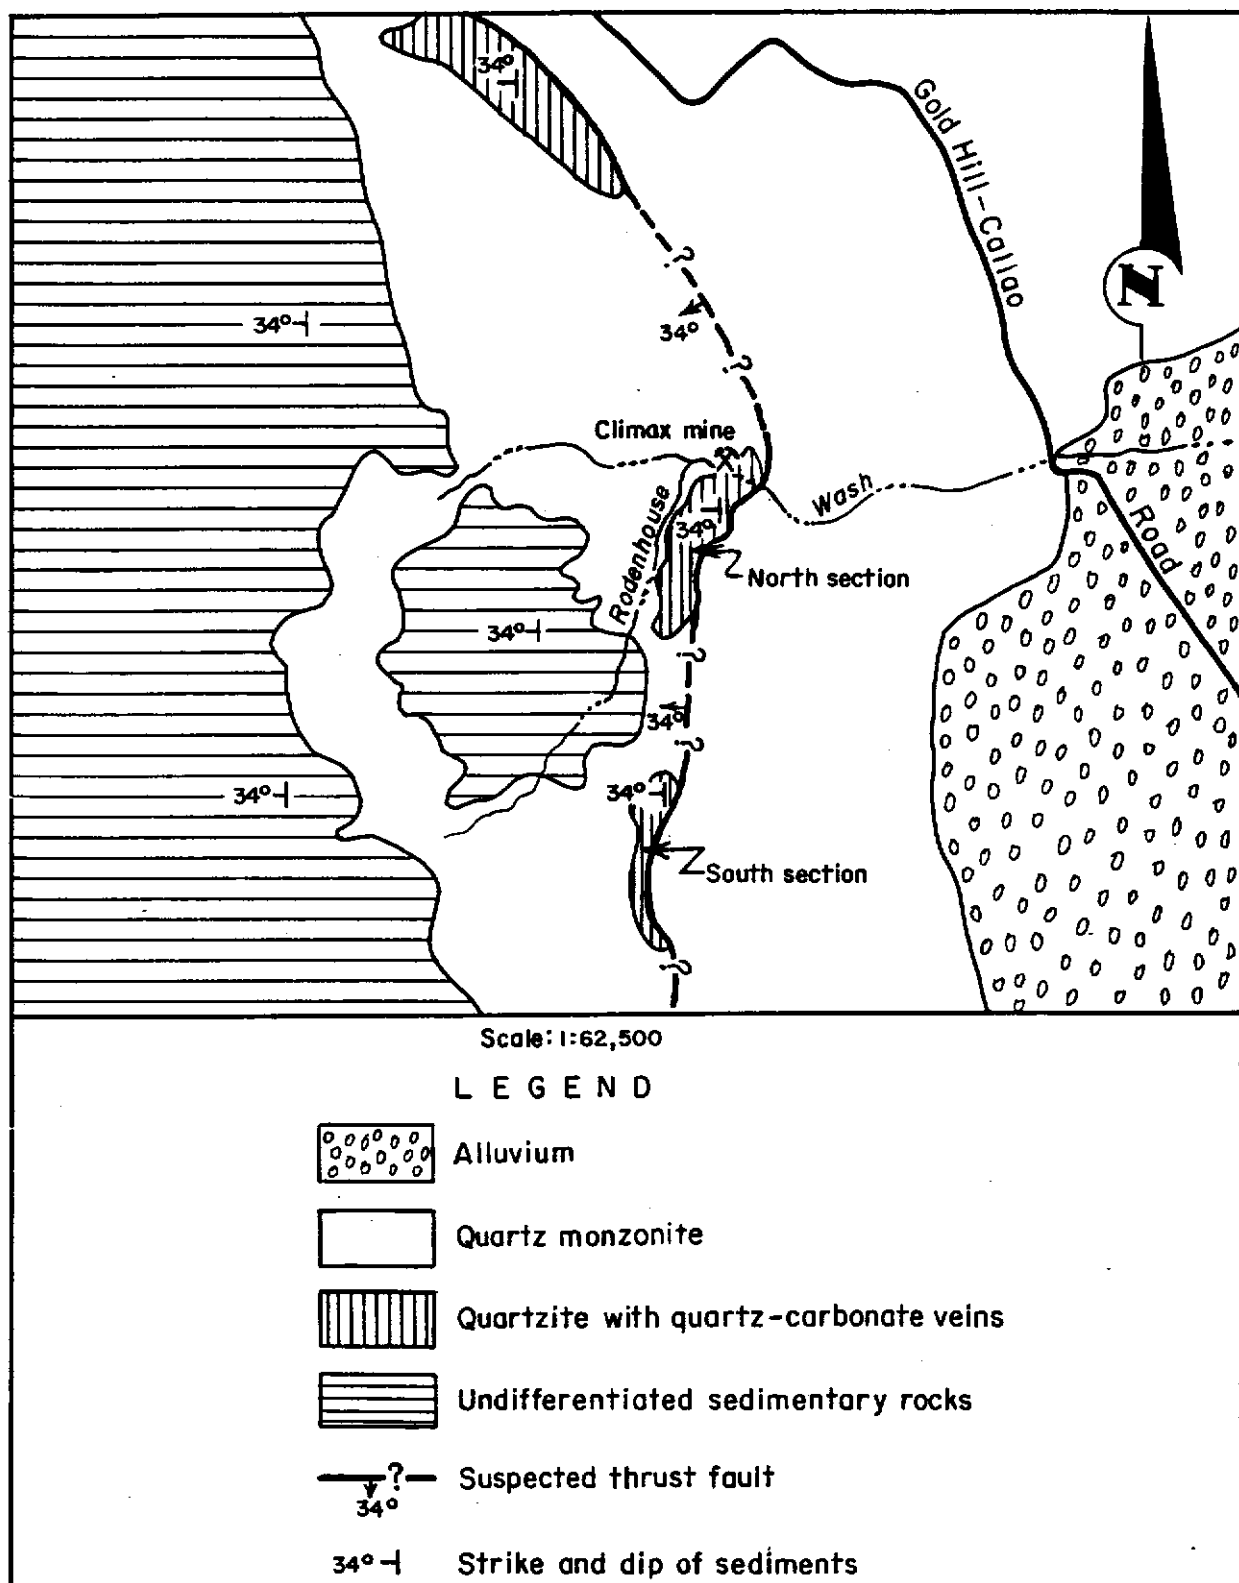 34°
Gold Hill-Callao
N
?
34°
34°
?
Climax mine
Rodenhouse
Wash
Road
34°
North section
34°
?
34°
?
34°
34°
South section
?
Scale: 1:62,500
LEGEND
Alluvium
Quartz monzonite
Quartzite with quartz-carbonate veins
Undifferentiated sedimentary rocks
? Suspected thrust fault
34°
34° Strike and dip of sediments